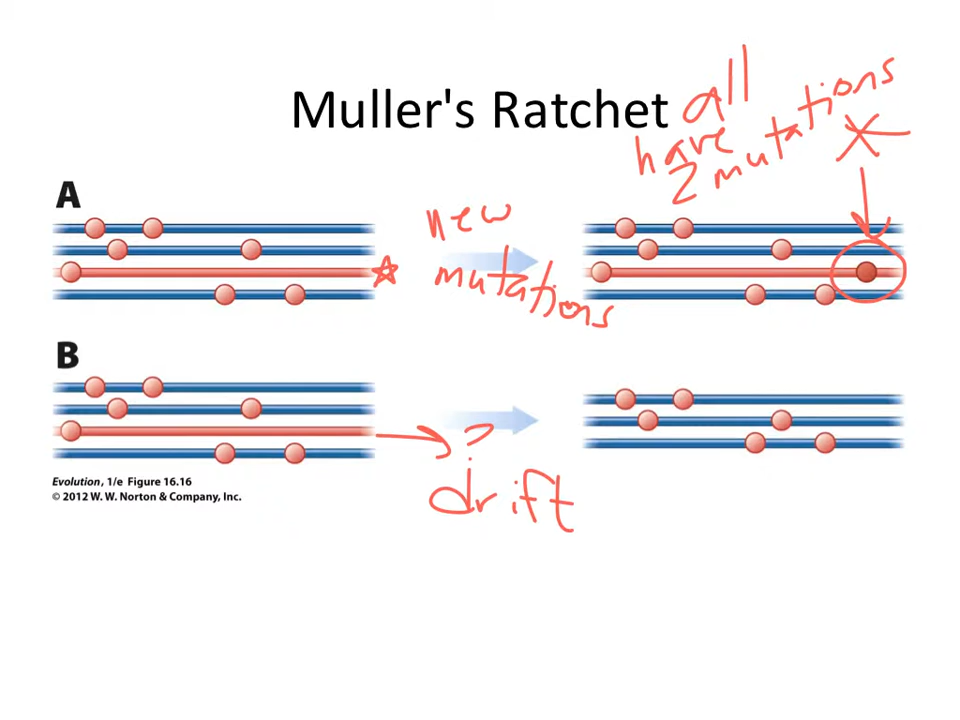 Muller's Ratchet
all
have
2 mutations
A
new
mutations
B
?
drift
Evolution, 1/e Figure 16.16
© 2012 W. W. Norton & Company, Inc.